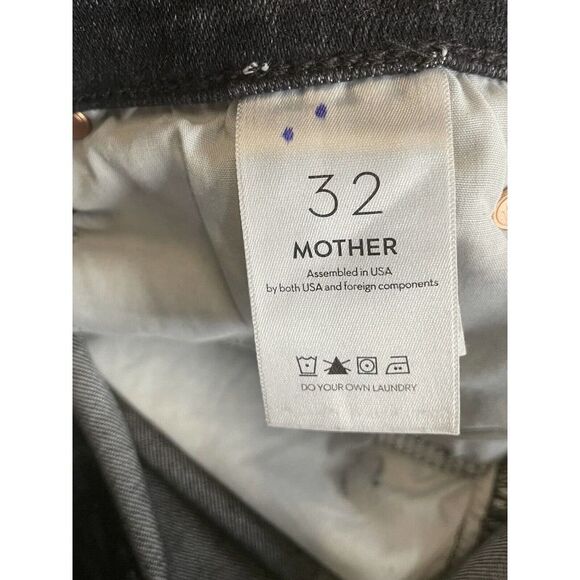 32
MOTHER
Assembled in USA
by both USA and foreign components
DO YOUR OWN LAUNDRY